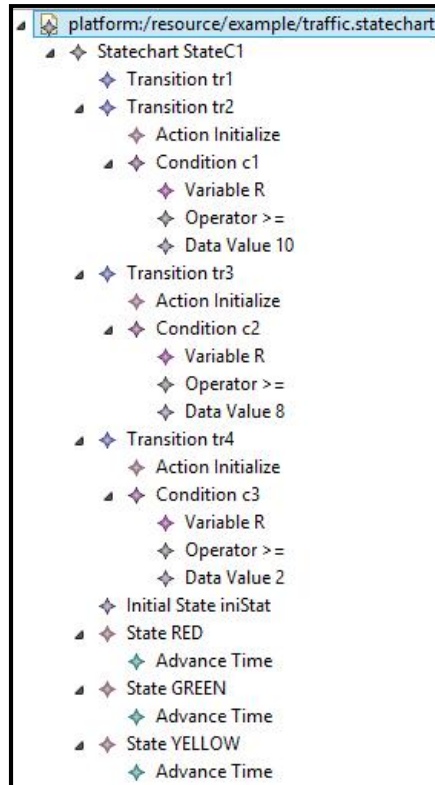 platform:/resource/example/traffic.statechart
Statechart StateC1
Transition tr1
Transition tr2
Action Initialize
Condition c1
Variable R
Operator >=
Data Value 10
Transition tr3
Action Initialize
Condition c2
Variable R
Operator >=
Data Value 8
Transition tr4
Action Initialize
Condition c3
Variable R
Operator >=
Data Value 2
Initial State iniStat
State RED
Advance Time
State GREEN
Advance Time
State YELLOW
Advance Time